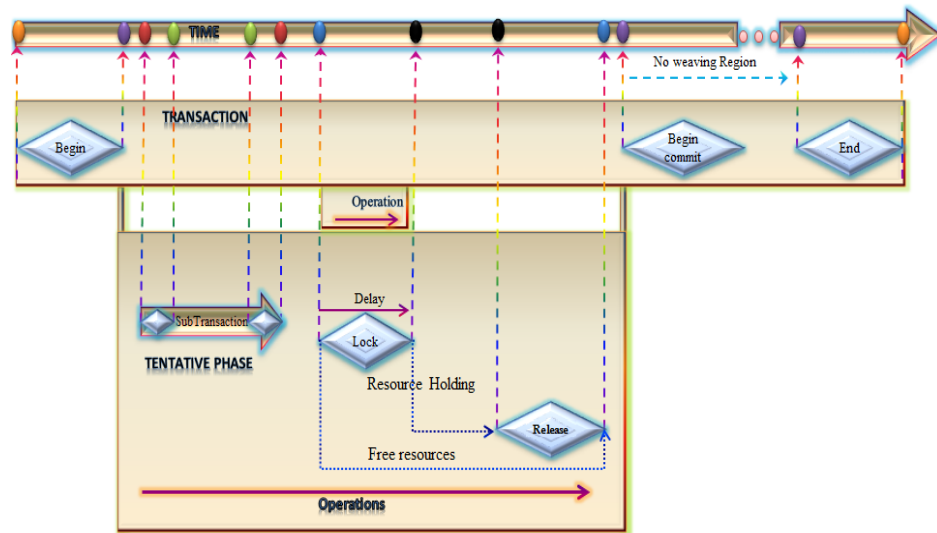 TIME
No weaving Region
TRANSACTION
Begin
Begin
commit
End
Operation
Delay
SubTransaction
Lock
TENTATIVE PHASE
Resource Holding
Release
Free resources
Operations